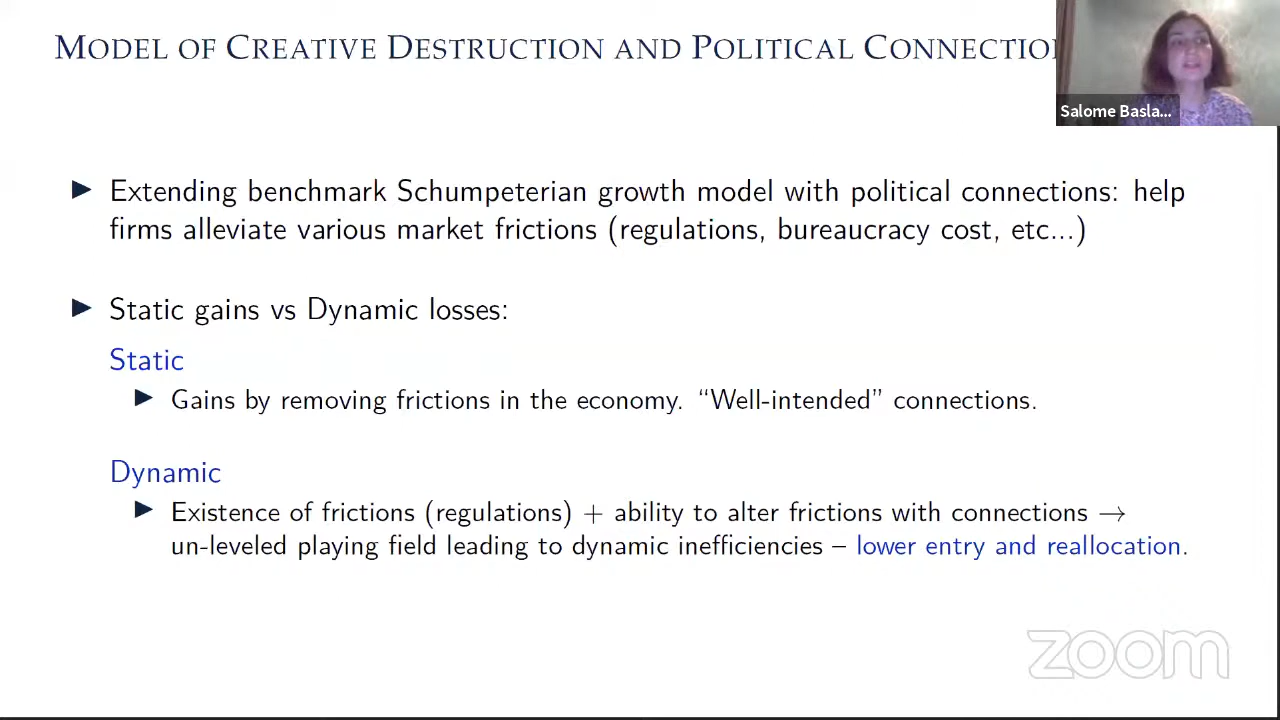 MODEL OF CREATIVE DESTRUCTION AND POLITICAL CONNECTIO
Salome Basla...
▶ Extending benchmark Schumpeterian growth model with political connections: help
firms alleviate various market frictions (regulations, bureaucracy cost, etc...)
▶ Static gains vs Dynamic losses:
Static
▶ Gains by removing frictions in the economy. “Well-intended” connections.
Dynamic
▶ Existence of frictions (regulations) + ability to alter frictions with connections →
un-leveled playing field leading to dynamic inefficiencies – lower entry and reallocation.
zoom